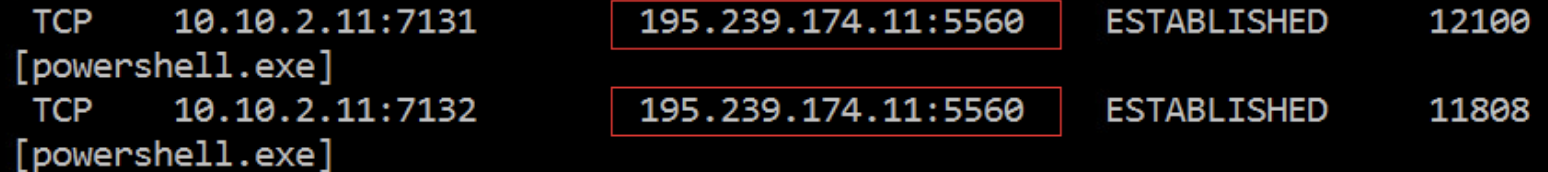 TCP 10.10.2.11:7131 195.239.174.11:5560 ESTABLISHED 12100
[powershell.exe]
TCP 10.10.2.11:7132 195.239.174.11:5560 ESTABLISHED 11808
[powershell.exe]